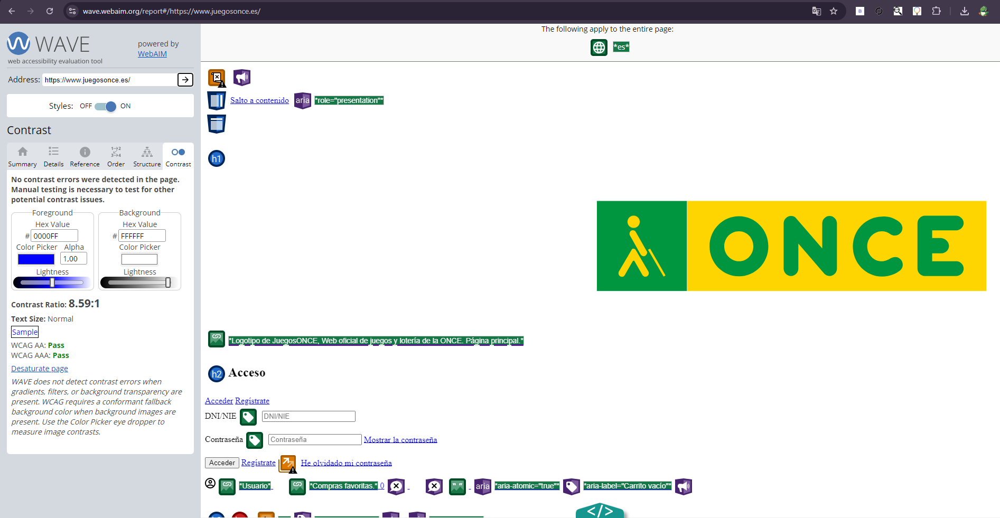 wave.webaim.org/report#/https://www.juegosonce.es/
WAVE
web accessibility evaluation tool
powered by
WebAIM
Address: https://www.juegosonce.es/
Styles: OFF ON
Contrast
Summary Details Reference Order Structure Contrast
No contrast errors were detected in the page.
Manual testing is necessary to test for other
potential contrast issues.
Foreground
Hex Value
# 0000FF
Color Picker Alpha
1,00
Lightness
Background
Hex Value
# FFFFFF
Color Picker
Lightness
Contrast Ratio: 8.59:1
Text Size: Normal
Sample
WCAG AA: Pass
WCAG AAA: Pass
Desaturate page
WAVE does not detect contrast errors when
gradients, filters, or background transparency are
present. WCAG requires a conformant fallback
background color when background images are
present. Use the Color Picker eye dropper to
measure image contrasts.
The following apply to the entire page:
*es*
Salto a contenido aria *role="presentation"*
h1
ONCE
*Logotipo de JuegosONCE, Web oficial de juegos y lotería de la ONCE. Página principal.*
h2 Acceso
Acceder Regístrate
DNI/NIE DNI/NIE
Contraseña Contraseña Mostrar la contraseña
Acceder Regístrate He olvidado mi contraseña
*Usuario* *Compras favoritas.* 0 aria *aria-atomic="true"* *aria-label="Carrito vacío"*
</>